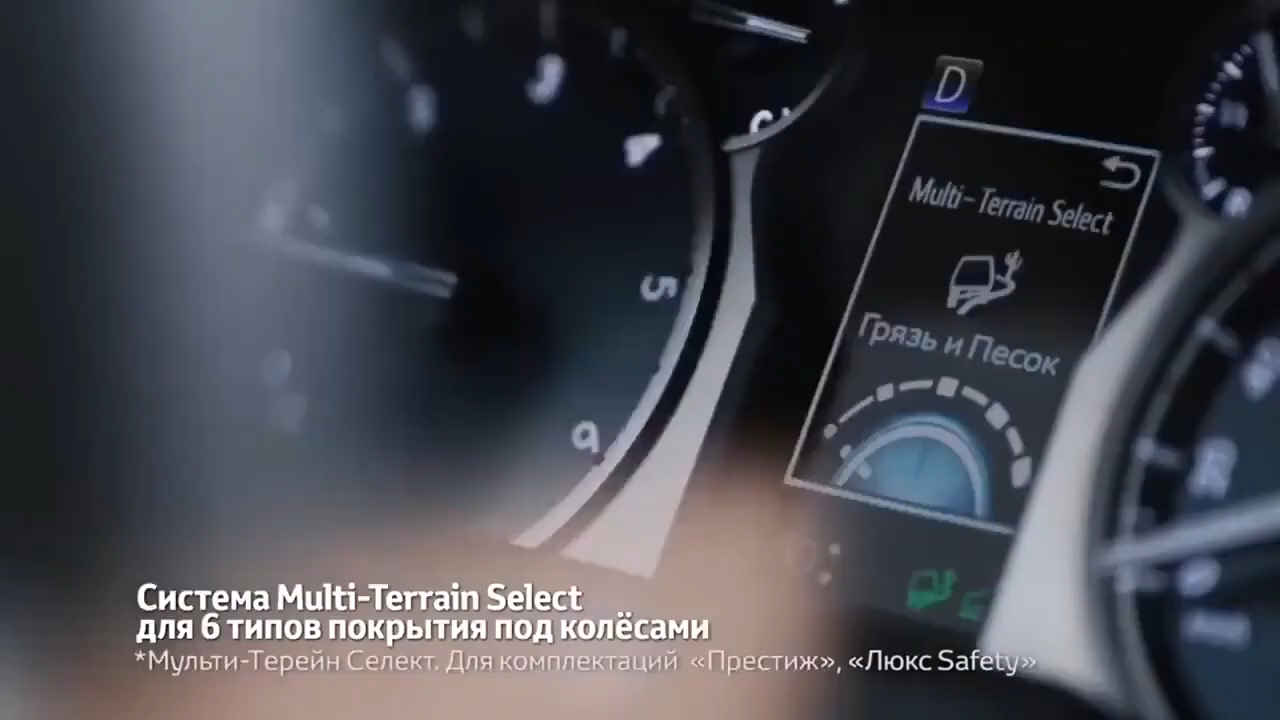 D
Multi-Terrain Select
Грязь и Песок
5
6
Система Multi-Terrain Select
для 6 типов покрытия под колёсами
*Мульти-Терейн Селект. Для комплектаций «Престиж», «Люкс Safety»